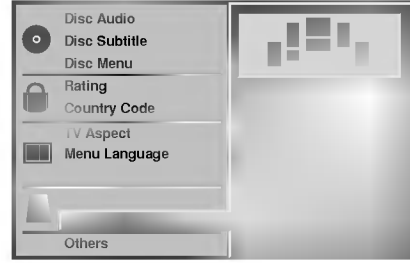 Disc Audio
Disc Subtitle
Disc Menu
Rating
Country Code
TV Aspect
Menu Language
Others